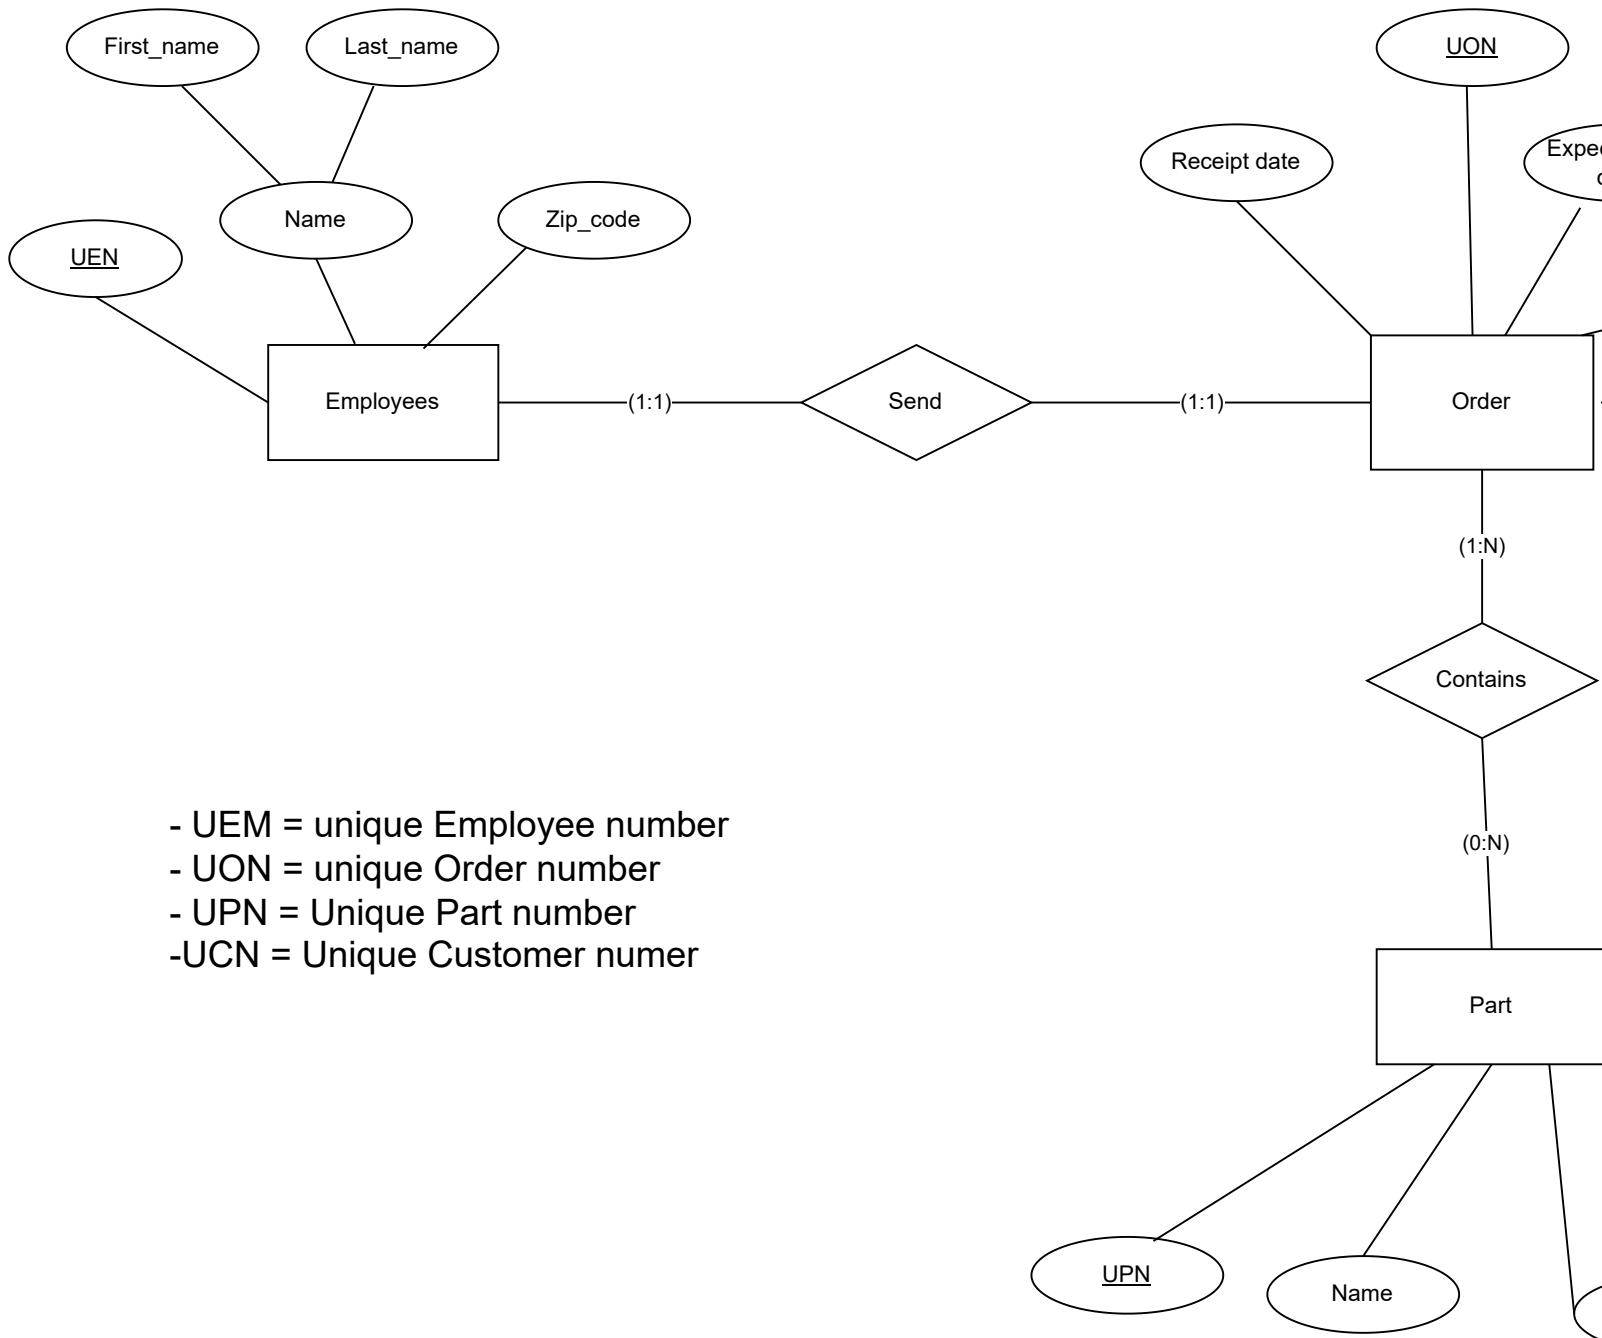 First_name
Last_name
UON
Receipt date
Name
Zip_code
UEN
Employees
(1:1)
Send
(1:1)
Order
(1:N)
Contains
(0:N)
- UEM = unique Employee number
- UON = unique Order number
- UPN = Unique Part number
-UCN = Unique Customer numer
Part
UPN
Name